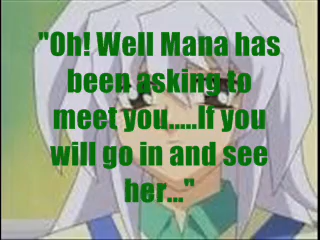 "Oh! Well Mana has
been asking to
meet you.....If you
will go in and see
her..."